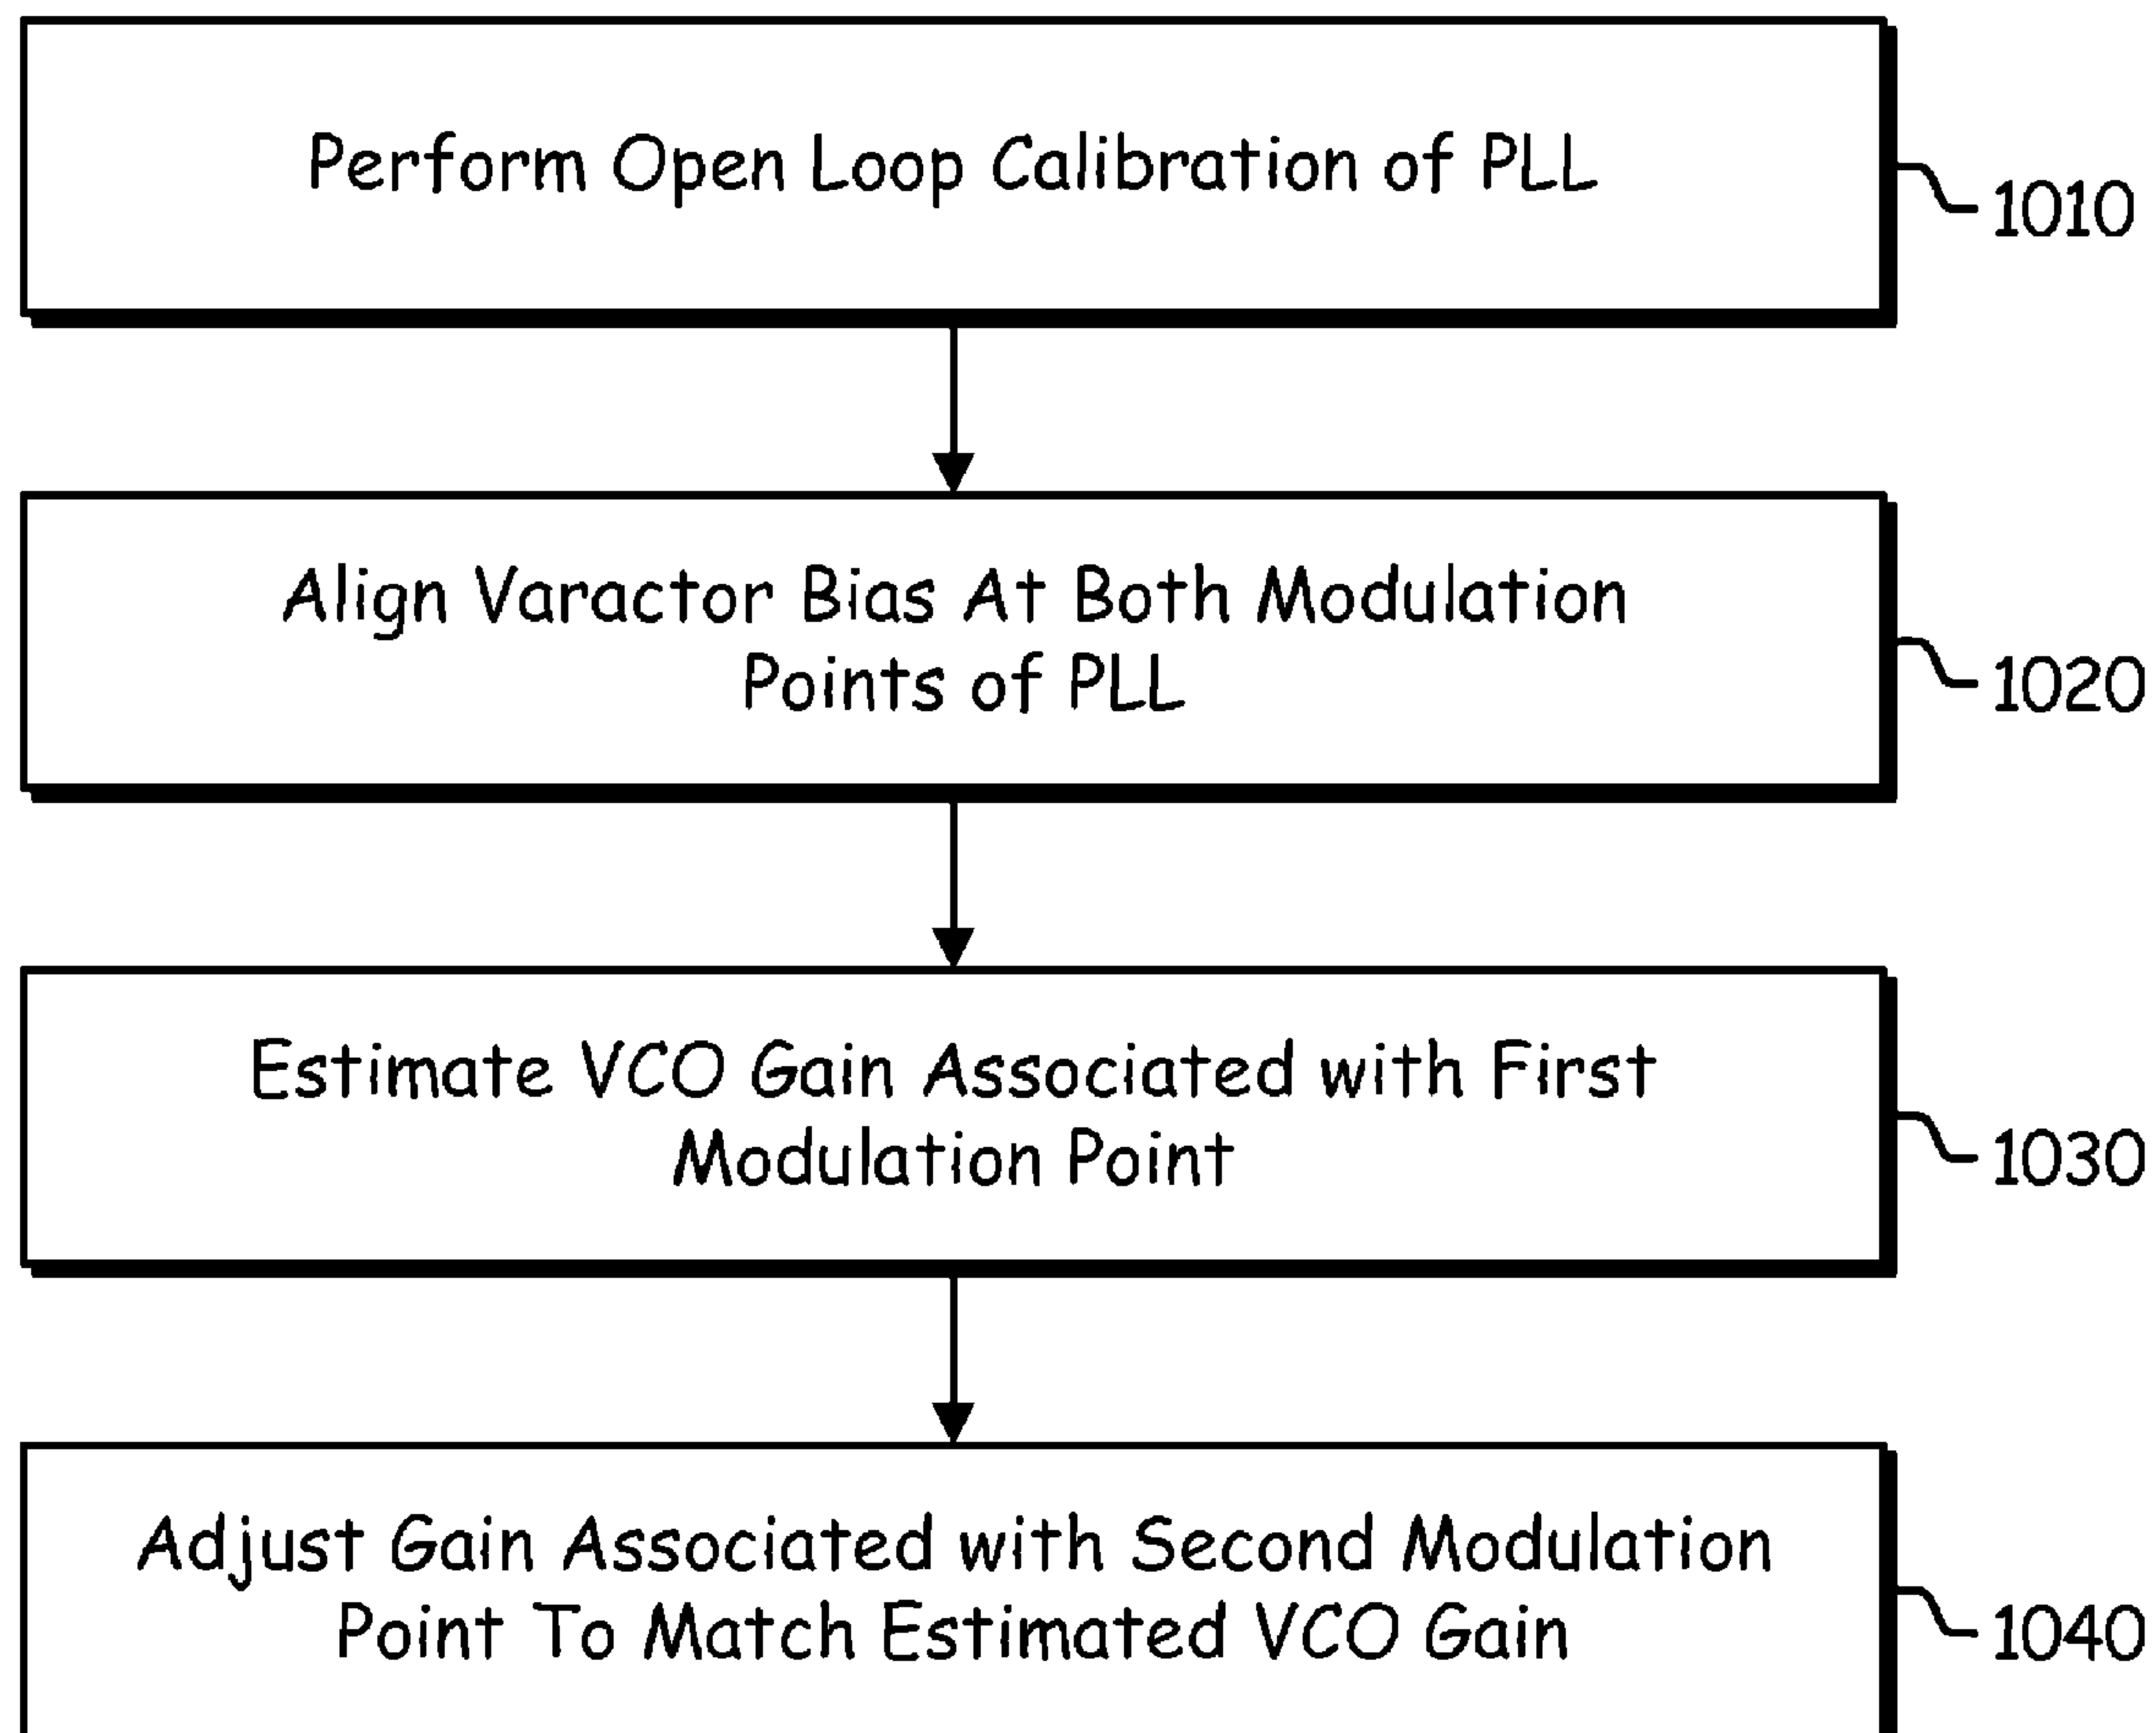 Perform Open Loop Calibration of PLL
1010
Align Varactor Bias At Both Modulation
Points of PLL
1020
Estimate VCO Gain Associated with First
Modulation Point
1030
Adjust Gain Associated with Second Modulation
Point To Match Estimated VCO Gain
1040